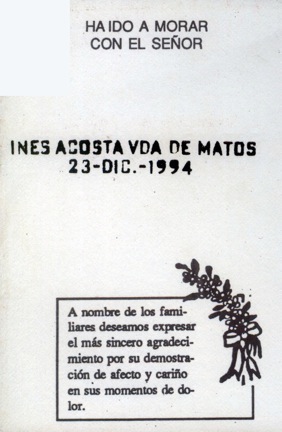 HA IDO A MORAR
CON EL SEÑOR
INES ACOSTA VDA DE MATOS
23-DIC.-1994
A nombre de los fami-
liares deseamos expresar
el más sincero agradeci-
miento por su demostra-
ción de afecto y cariño
en sus momentos de do-
lor.